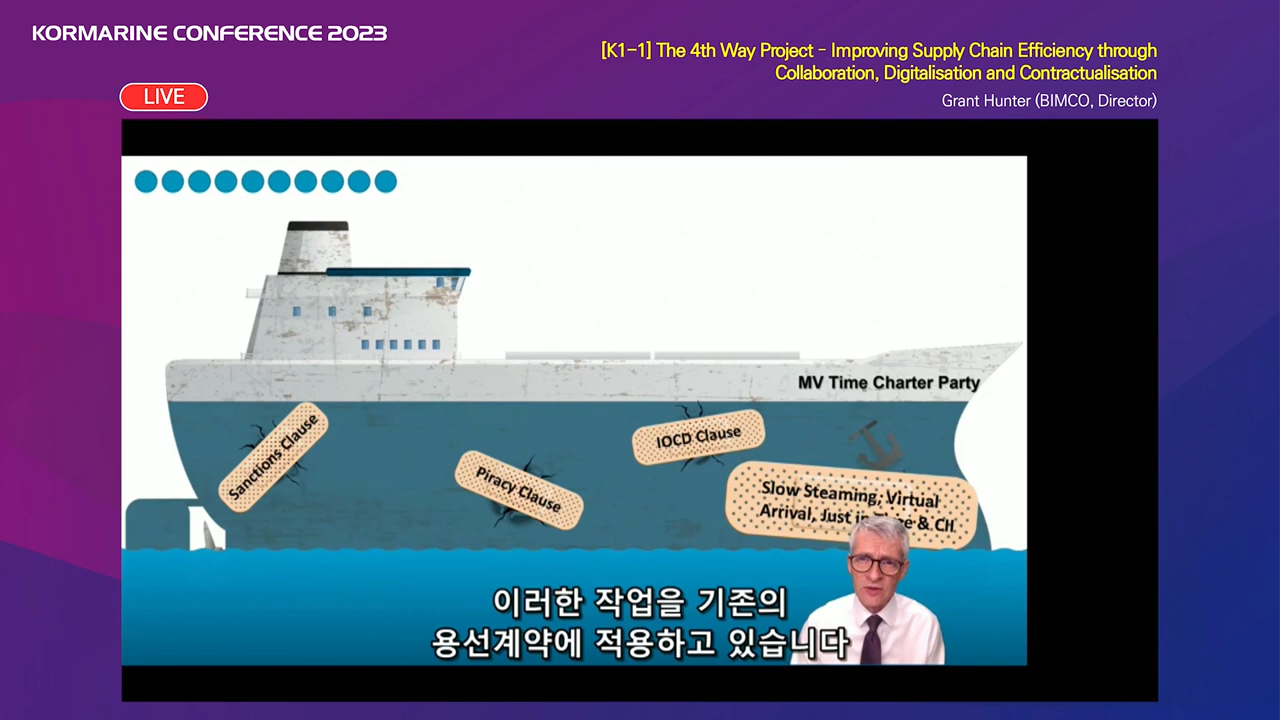 KORMARINE CONFERENCE 2023
[K1-1] The 4th Way Project - Improving Supply Chain Efficiency through
Collaboration, Digitalisation and Contractualisation
Grant Hunter (BIMCO, Director)
LIVE
MV Time Charter Party
Sanctions Clause
Piracy Clause
IOCD Clause
Slow Steaming, Virtual
Arrival, Just in & CII
이러한 작업을 기존의
용선계약에 적용하고 있습니다